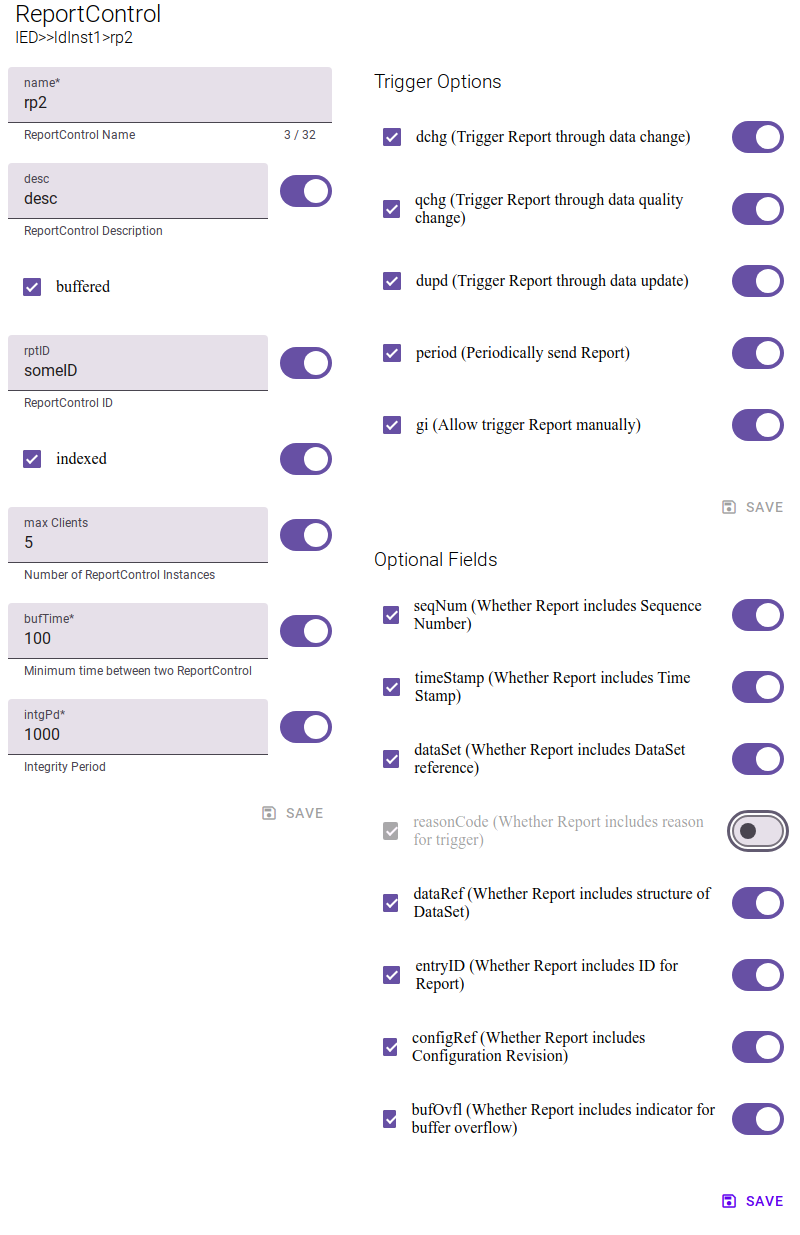 ReportControl
IED>>ldInst1>rp2
name*
rp2
ReportControl Name
3 / 32
desc
desc
ReportControl Description
buffered
rptID
someID
ReportControl ID
indexed
max Clients
5
Number of ReportControl Instances
bufTime*
100
Minimum time between two ReportControl
intgPd*
1000
Integrity Period
SAVE
Trigger Options
dchg (Trigger Report through data change)
qchg (Trigger Report through data quality
change)
dupd (Trigger Report through data update)
period (Periodically send Report)
gi (Allow trigger Report manually)
SAVE
Optional Fields
seqNum (Whether Report includes Sequence
Number)
timeStamp (Whether Report includes Time
Stamp)
dataSet (Whether Report includes DataSet
reference)
reasonCode (Whether Report includes reason
for trigger)
dataRef (Whether Report includes structure of
DataSet)
entryID (Whether Report includes ID for
Report)
configRef (Whether Report includes
Configuration Revision)
bufOvfl (Whether Report includes indicator for
buffer overflow)
SAVE